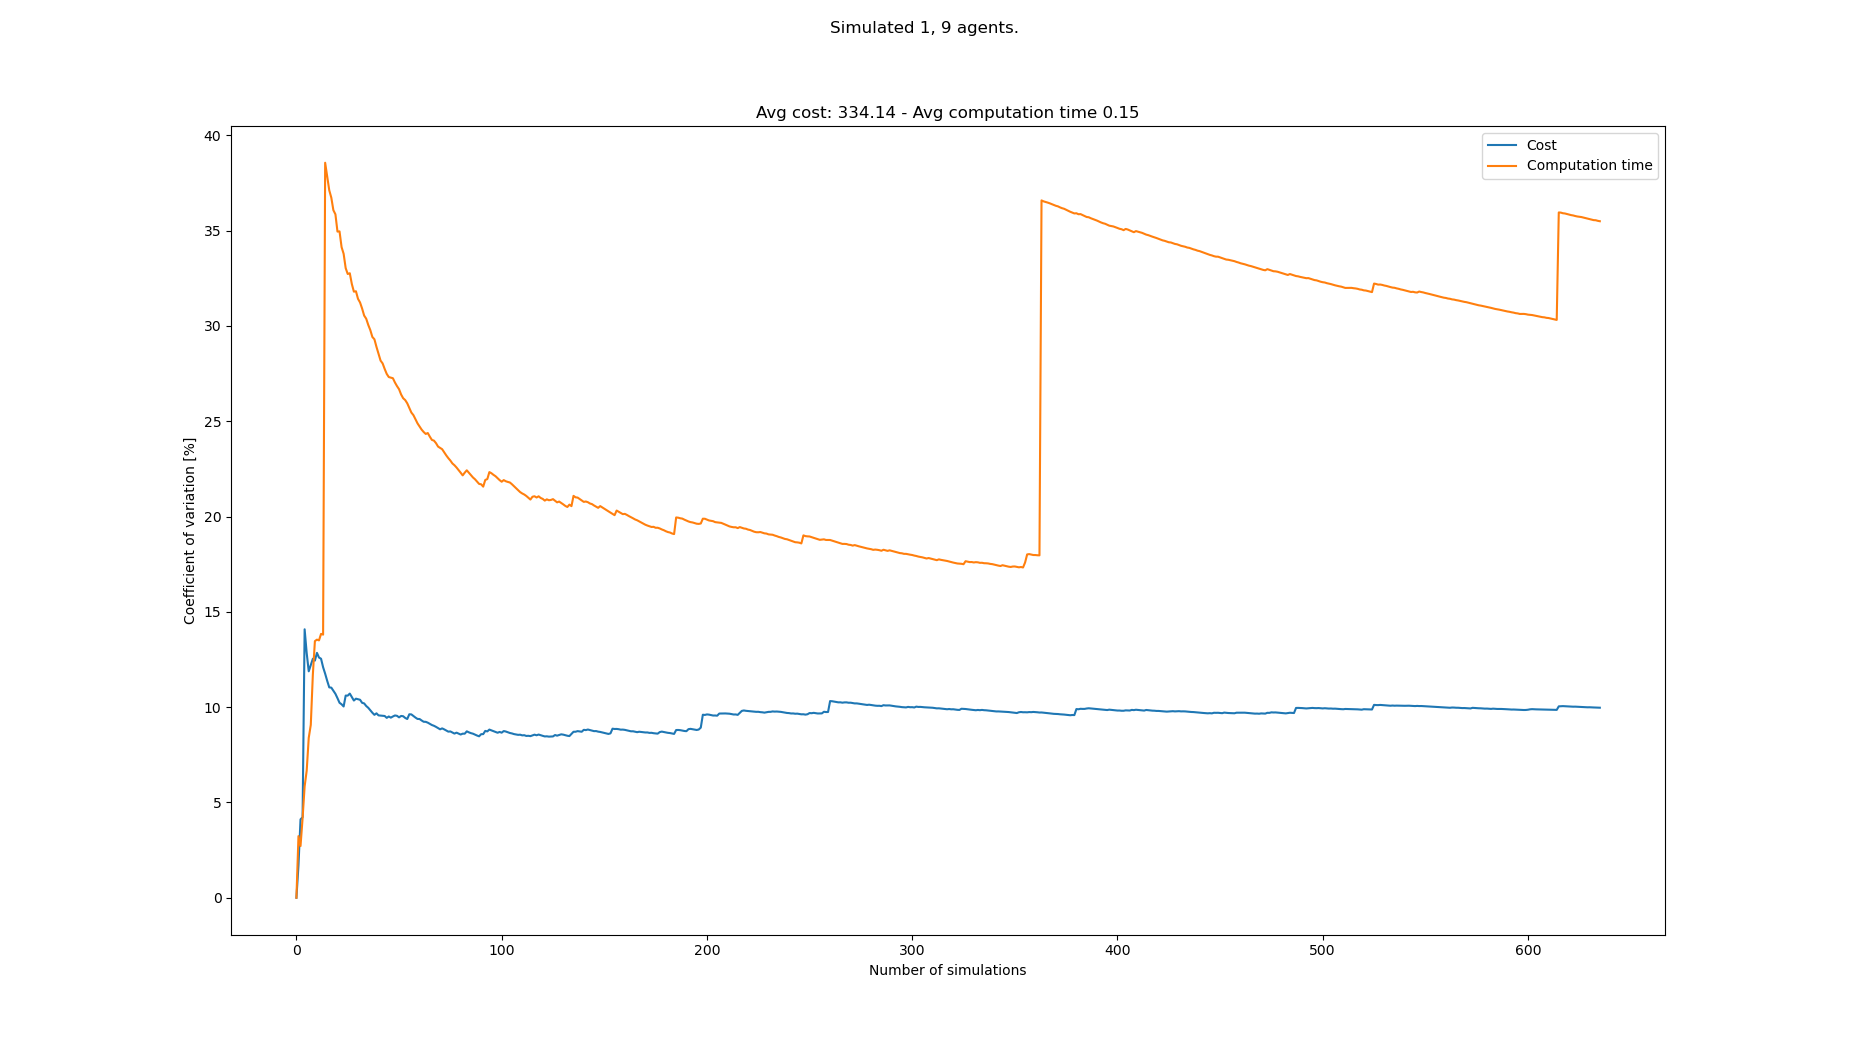 Simulated 1, 9 agents.
Avg cost: 334.14 - Avg computation time 0.15
Cost
Computation time
Coefficient of variation [%]
40
35
30
25
20
15
10
5
0
0 100 200 300 400 500 600
Number of simulations